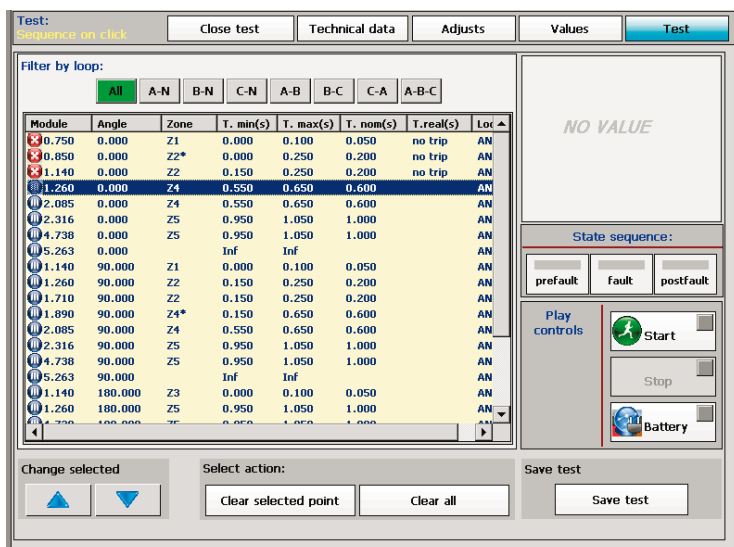 Test:
Sequence on click
Close test Technical data Adjusts Values Test
Filter by loop:
All A-N B-N C-N A-B B-C C-A A-B-C
Module Angle Zone T. min(s) T. max(s) T. nom(s) T.real(s)
0.750 0.000 Z1 0.000 0.100 0.050 no trip AN
0.850 0.000 Z2* 0.000 0.250 0.200 no trip AN
1.140 0.000 Z2 0.150 0.250 0.200 no trip AN
1.260 0.000 Z4 0.550 0.650 0.600 AN
2.085 0.000 Z4 0.550 0.650 0.600 AN
2.316 0.000 Z5 0.950 1.050 1.000 AN
4.738 0.000 Z5 0.950 1.050 1.000 AN
5.263 0.000 Inf Inf AN
1.140 90.000 Z1 0.000 0.100 0.050 AN
1.260 90.000 Z2 0.150 0.250 0.200 AN
1.710 90.000 Z2 0.150 0.250 0.200 AN
1.890 90.000 Z4* 0.150 0.650 0.600 AN
2.085 90.000 Z4 0.550 0.650 0.600 AN
2.316 90.000 Z5 0.950 1.050 1.000 AN
4.738 90.000 Z5 0.950 1.050 1.000 AN
5.263 90.000 Inf Inf AN
1.140 180.000 Z3 0.000 0.100 0.050 AN
1.260 180.000 Z5 0.950 1.050 1.000 AN
NO VALUE
State sequence:
prefault fault postfault
Play
controls
Start
Stop
Battery
Change selected
Select action:
Clear selected point Clear all
Save test
Save test